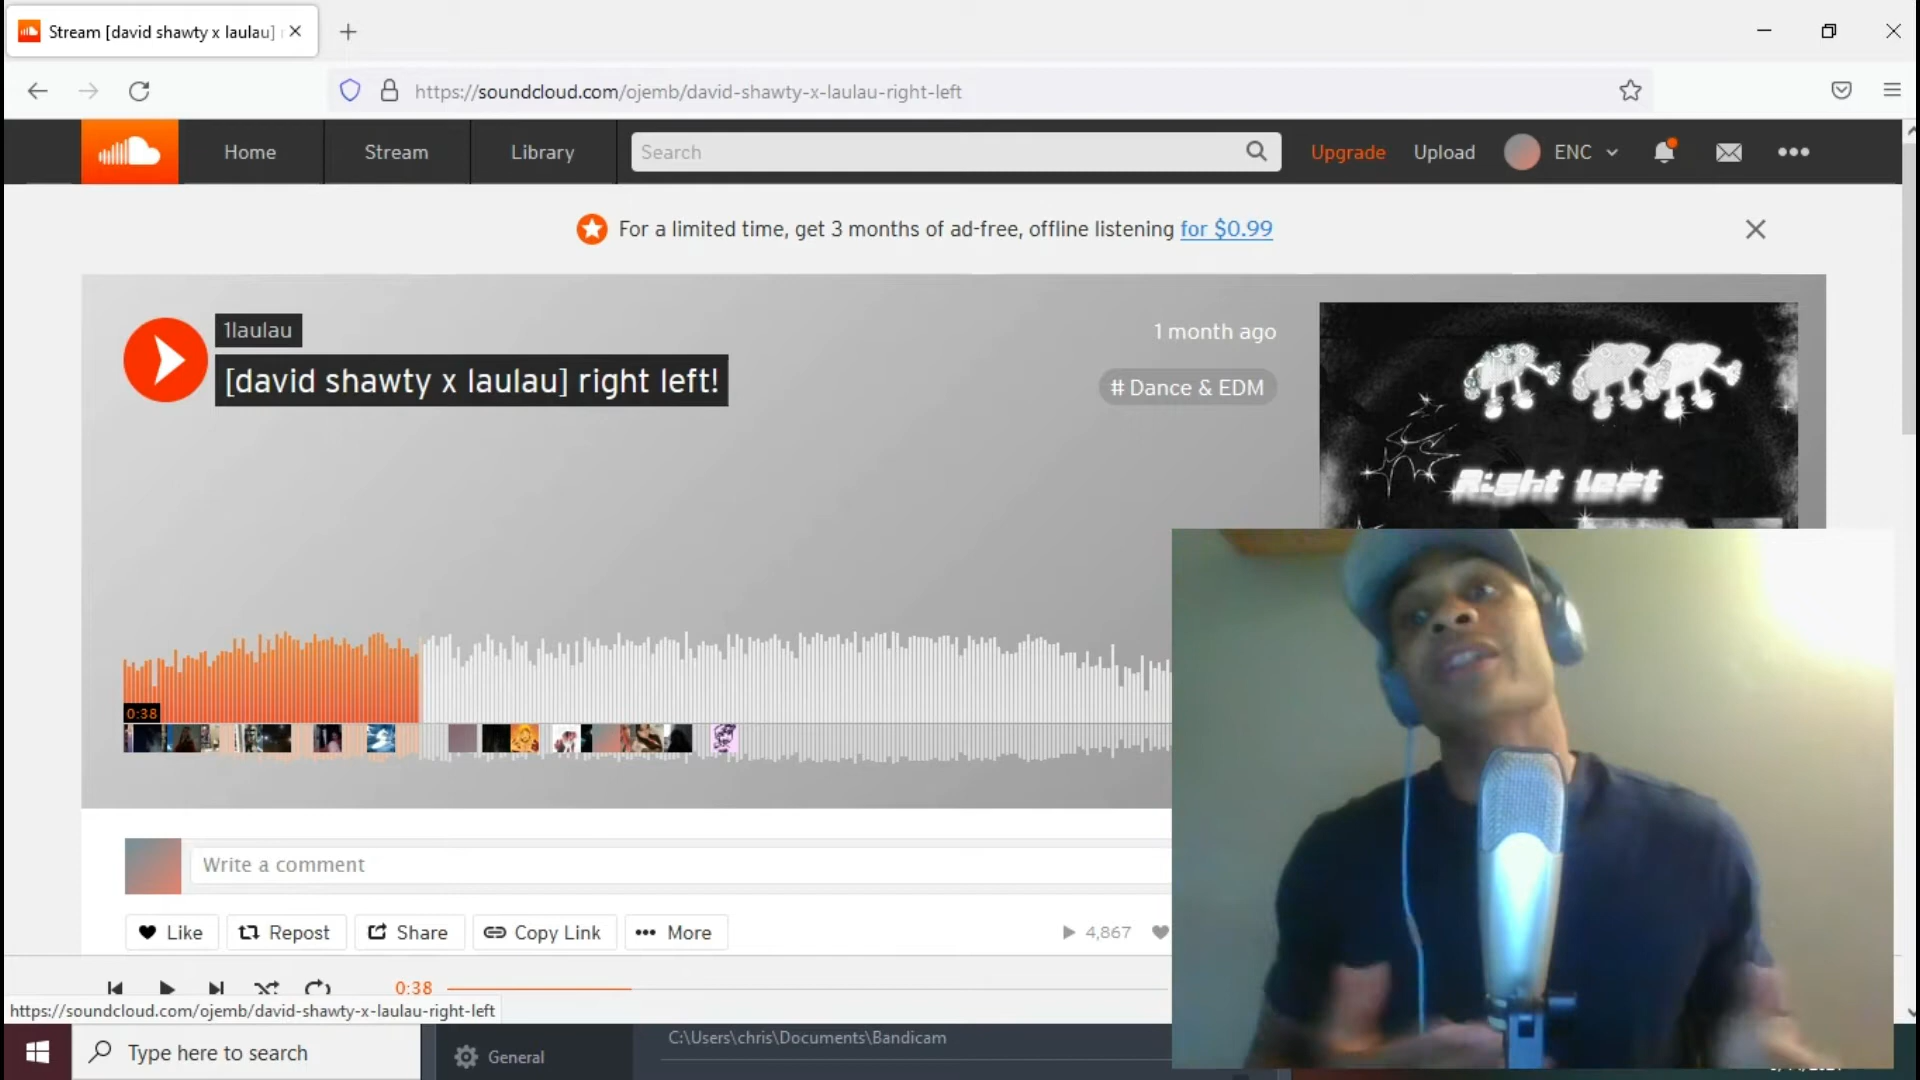 Stream [david shawty x laulau]
https://soundcloud.com/ojemb/david-shawty-x-laulau-right-left
Home
Stream
Library
Search
Upgrade
Upload
ENC
For a limited time, get 3 months of ad-free, offline listening for $0.99
1laulau
1 month ago
[david shawty x laulau] right left!
# Dance & EDM
Right left
0:38
Write a comment
Like
Repost
Share
Copy Link
More
4,867
0:38
https://soundcloud.com/ojemb/david-shawty-x-laulau-right-left
C:\Users\chris\Documents\Bandicam
Type here to search
General